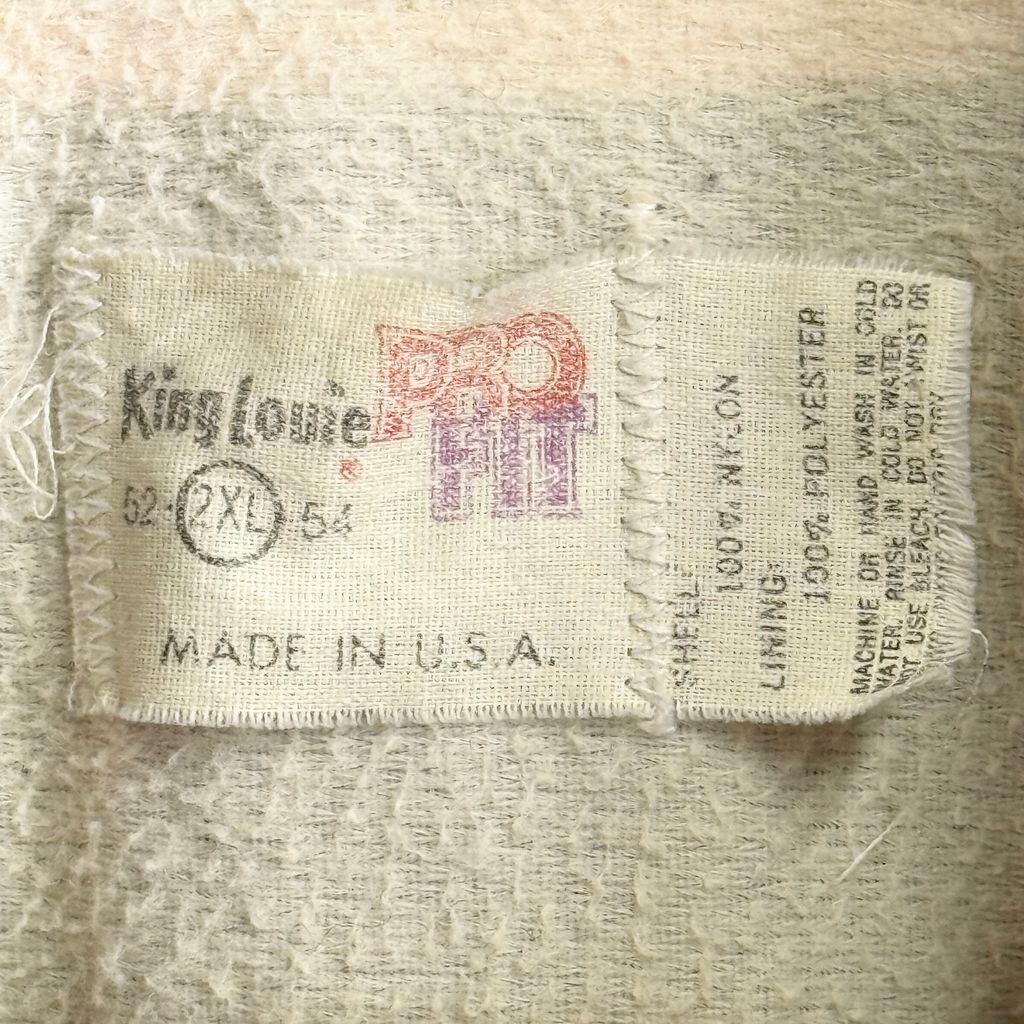 King Louie
PRO
FIT
®
52 - 2XL - 54
MADE IN U.S.A.
SHELL:
100% NYLON
LINING:
100% POLYESTER
MACHINE OR HAND WASH IN COLD
WATER. RINSE IN COLD WATER. DO
NOT USE BLEACH. DO NOT TWIST OR
DRY